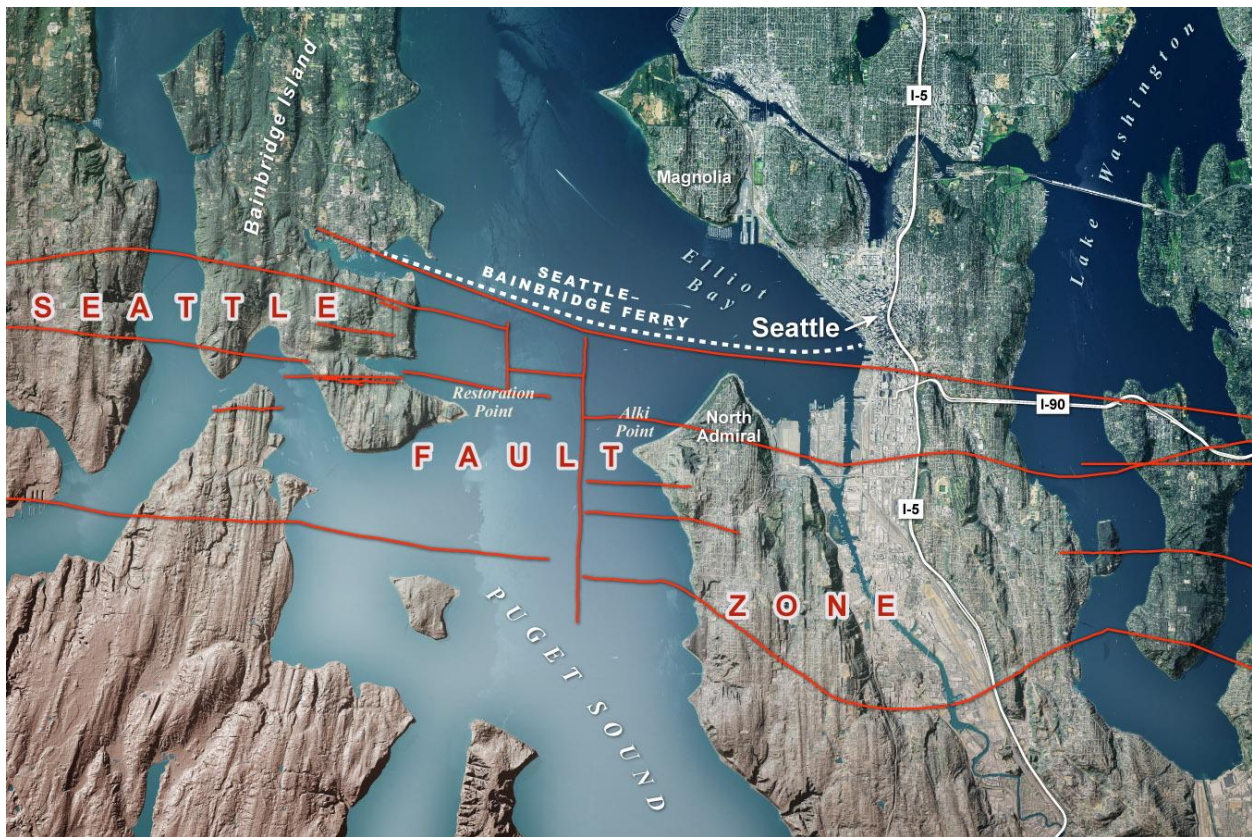 Bainbridge Island
I-5
Lake Washington
Magnolia
Elliot
Bay
SEATTLE–
BAINBRIDGE FERRY
SEATTLE
Seattle
Restoration
Point
Alki
Point
North
Admiral
I-90
FAULT
I-5
ZONE
PUGET SOUND